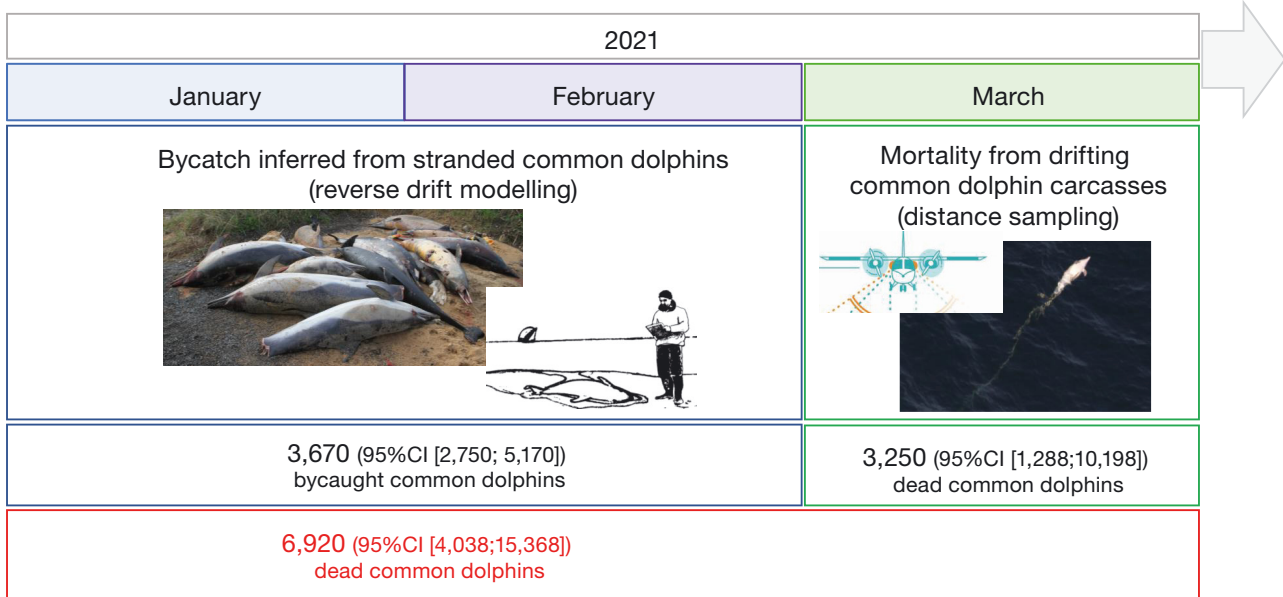 2021
January
February
March
Bycatch inferred from stranded common dolphins
(reverse drift modelling)
Mortality from drifting
common dolphin carcasses
(distance sampling)
3,670 (95%CI [2,750; 5,170])
bycaught common dolphins
3,250 (95%CI [1,288;10,198])
dead common dolphins
6,920 (95%CI [4,038;15,368])
dead common dolphins